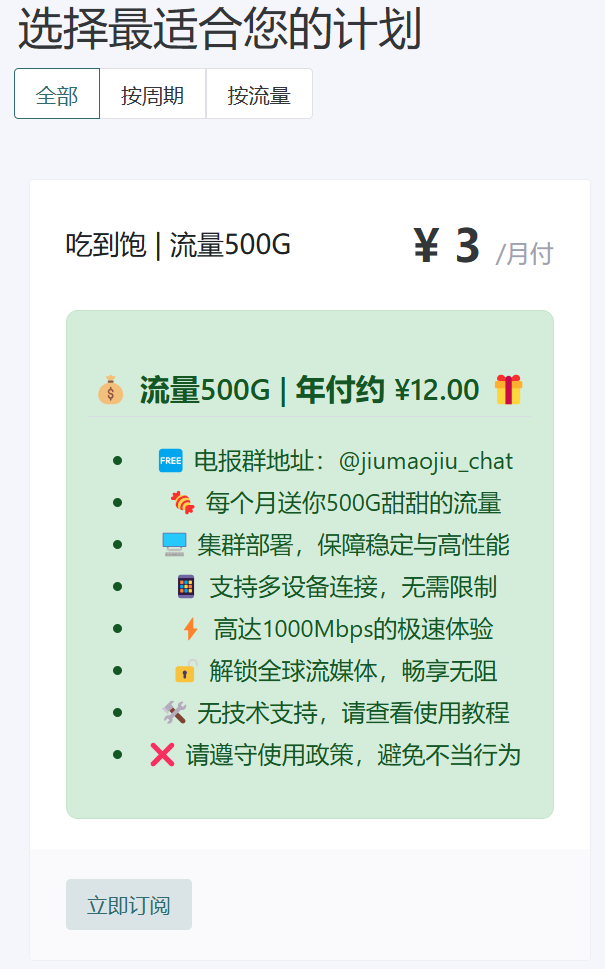 选择最适合您的计划
全部 按周期 按流量
吃到饱 | 流量500G ¥ 3 /月付
💰 流量500G | 年付约 ¥12.00 🎁
• 🆓 电报群地址：@jiumaojiu_chat
• 🍬 每个月送你500G甜甜的流量
• 🖥️ 集群部署，保障稳定与高性能
• 📱 支持多设备连接，无需限制
• ⚡ 高达1000Mbps的极速体验
• 🔓 解锁全球流媒体，畅享无阻
• 🛠️ 无技术支持，请查看使用教程
• ❌ 请遵守使用政策，避免不当行为
立即订阅